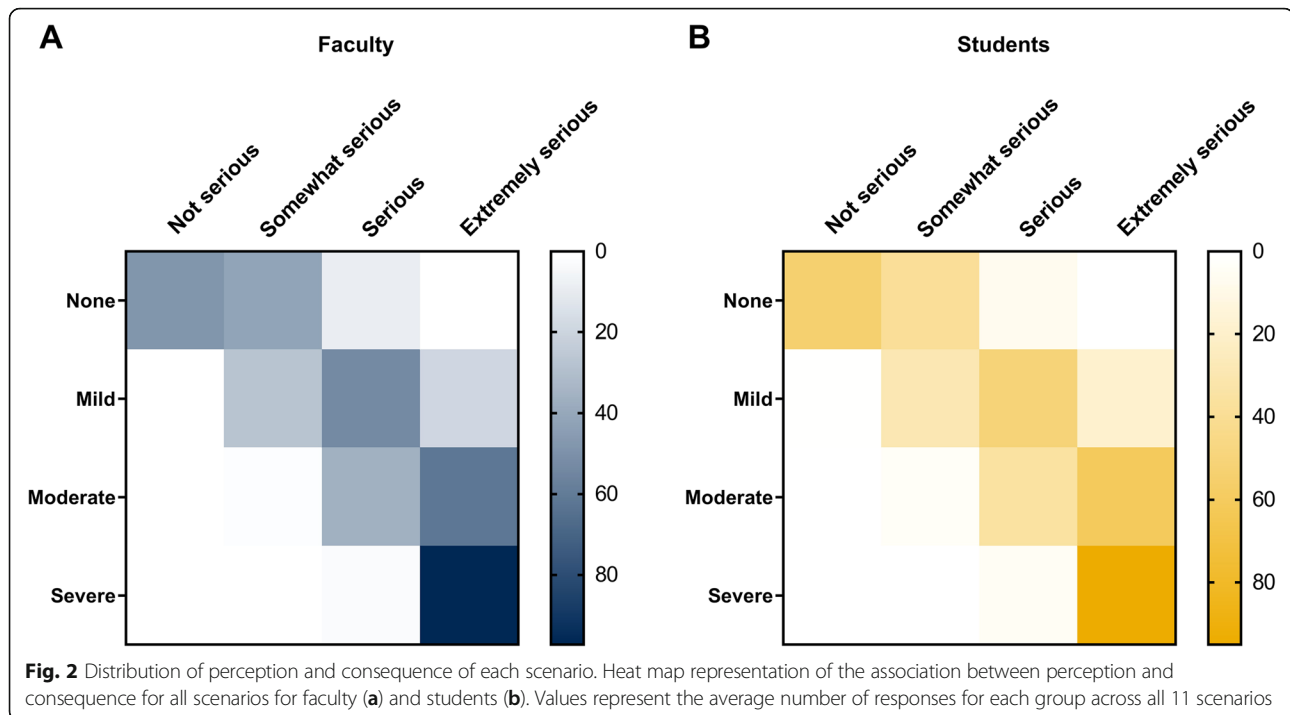 A
Faculty
Not serious
Somewhat serious
Serious
Extremely serious
None
Mild
Moderate
Severe
0
20
40
60
80
B
Students
Not serious
Somewhat serious
Serious
Extremely serious
None
Mild
Moderate
Severe
0
20
40
60
80
Fig. 2 Distribution of perception and consequence of each scenario. Heat map representation of the association between perception and
consequence for all scenarios for faculty (a) and students (b). Values represent the average number of responses for each group across all 11 scenarios